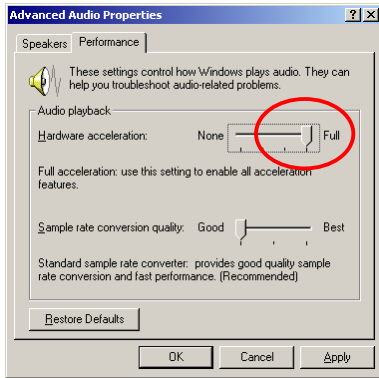 Advanced Audio Properties
Speakers Performance
These settings control how Windows plays audio. They can
help you troubleshoot audio-related problems.
Audio playback
Hardware acceleration: None Full
Full acceleration: use this setting to enable all acceleration
features.
Sample rate conversion quality: Good Best
Standard sample rate converter: provides good quality sample
rate conversion and fast performance. (Recommended)
Restore Defaults
OK Cancel Apply